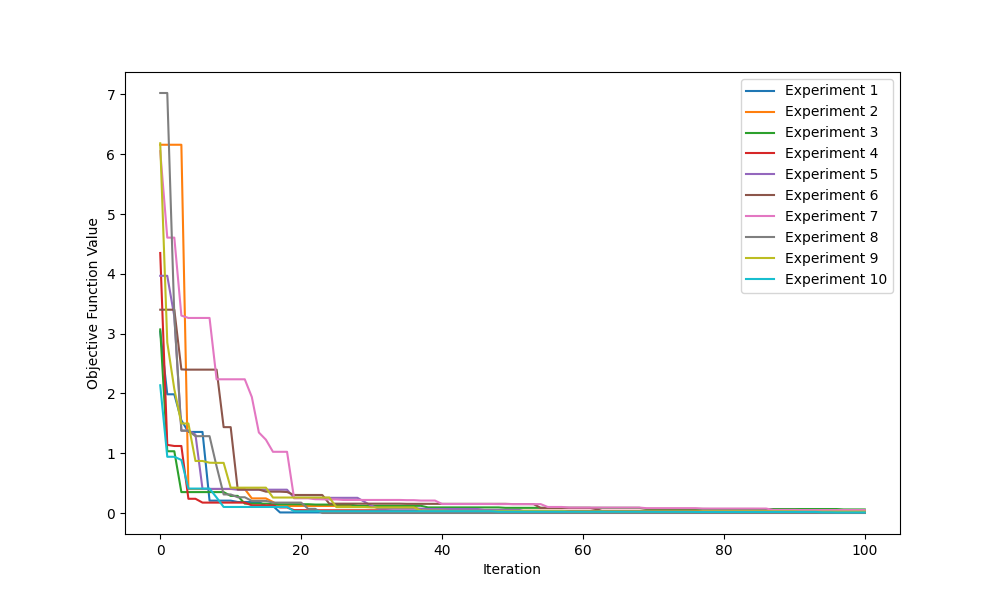 7
6
5
4
3
2
1
0
Objective Function Value
0 20 40 60 80 100
Iteration
Experiment 1
Experiment 2
Experiment 3
Experiment 4
Experiment 5
Experiment 6
Experiment 7
Experiment 8
Experiment 9
Experiment 10